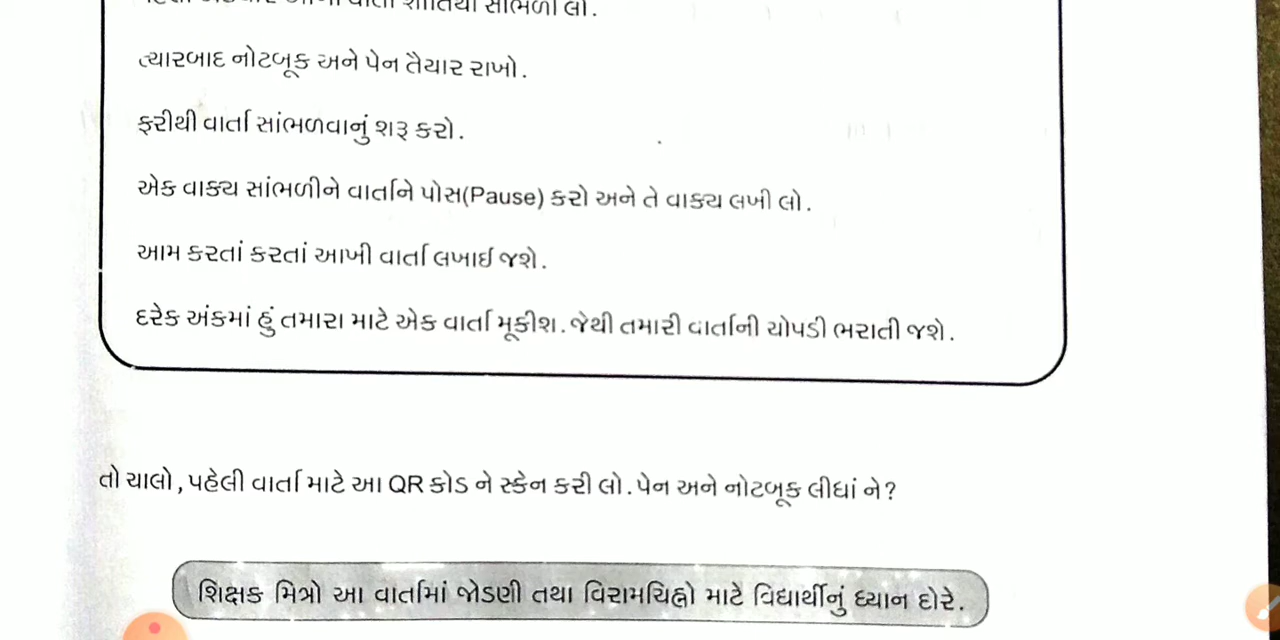 ત્યારબાદ નોટબૂક અને પેન તૈયાર રાખો.
ફરીથી વાર્તા સાંભળવાનું શરૂ કરો.
એક વાક્ય સાંભળીને વાર્તાને પોસ(Pause) કરો અને તે વાક્ય લખી લો.
આમ કરતાં કરતાં આખી વાર્તા લખાઈ જશે.
દરેક અંકમાં હું તમારા માટે એક વાર્તા મૂકીશ. જેથી તમારી વાર્તાની ચોપડી ભરાતી જશે.
તો ચાલો, પહેલી વાર્તા માટે આ QR કોડ ને સ્કેન કરી લો. પેન અને નોટબૂક લીધાં ને?
શિક્ષક મિત્રો આ વાર્તામાં જોડણી તથા વિરામચિહ્નો માટે વિદ્યાર્થીનું ધ્યાન દોરે.